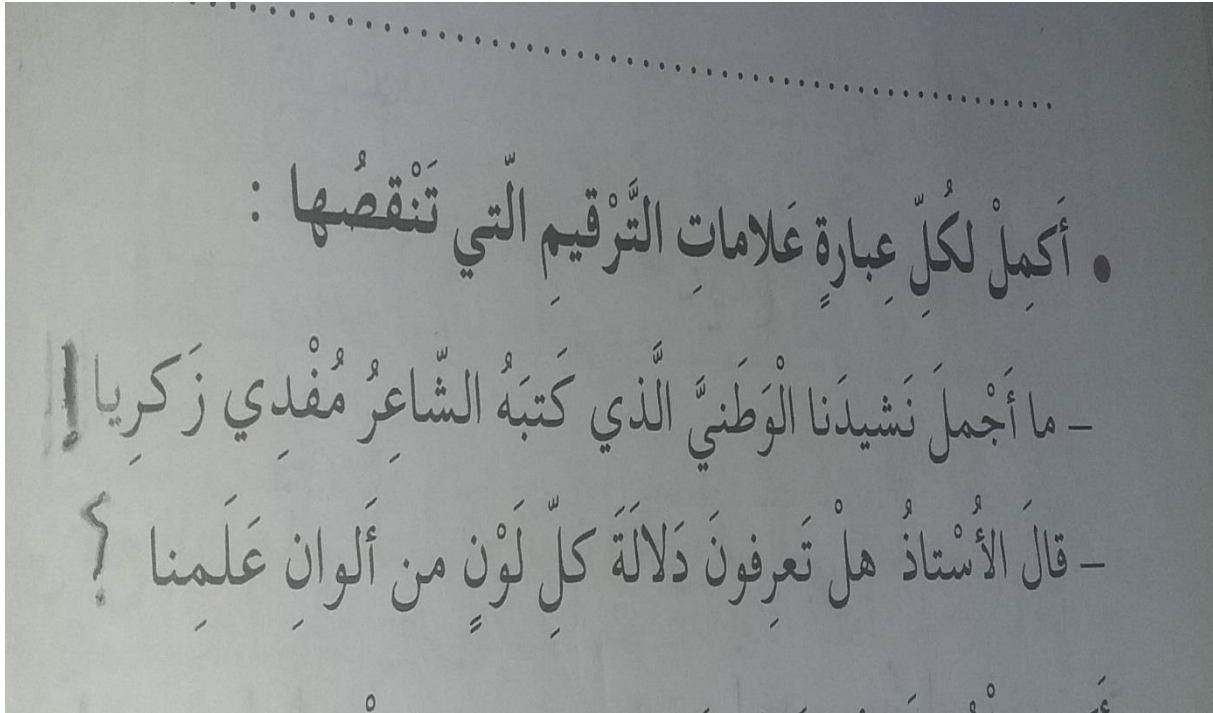 • أَكمِلْ لكُلِّ عِبارةٍ عَلاماتِ التَّرْقيمِ الّتي تَنْقصُها :
– ما أَجْملَ نَشيدَنا الْوَطَنيَّ الَّذي كَتبَهُ الشّاعِرُ مُفْدِي زَكرِيا !
– قالَ الأُسْتاذُ هلْ تَعرِفونَ دَلالَةَ كلِّ لَوْنٍ من أَلوانِ عَلَمِنا ؟